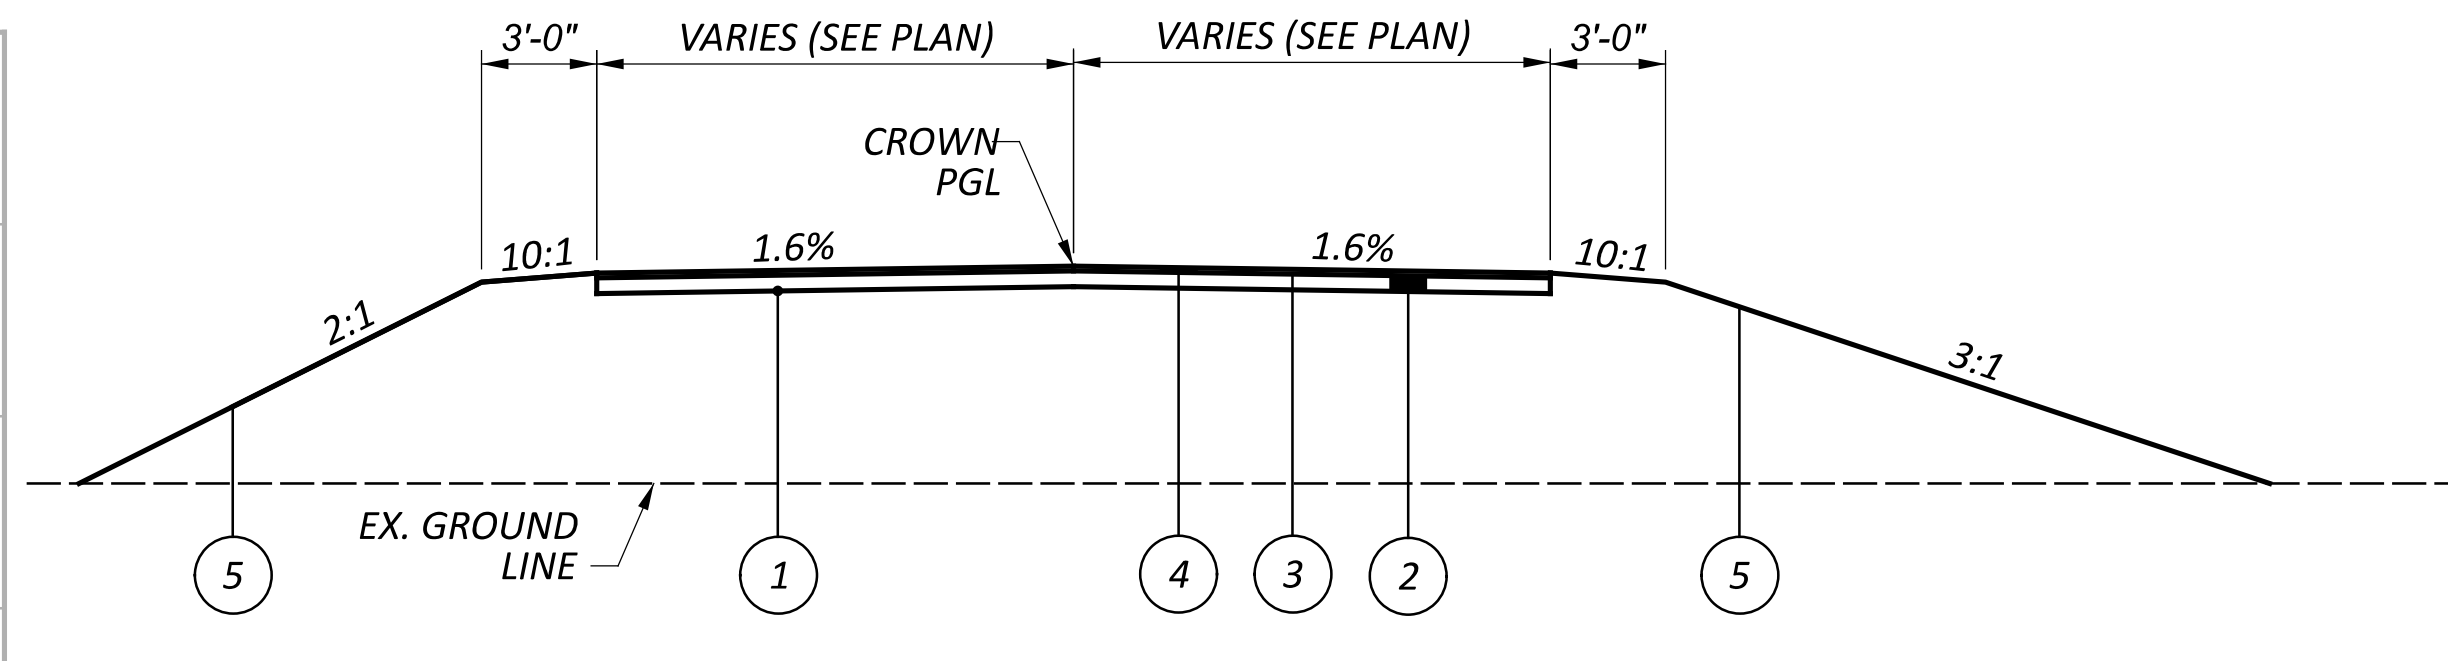 3'-0"
VARIES (SEE PLAN)
VARIES (SEE PLAN)
3'-0"
CROWN
PGL
10:1
1.6%
1.6%
10:1
2:1
3:1
EX. GROUND
LINE
5
1
4
3
2
5